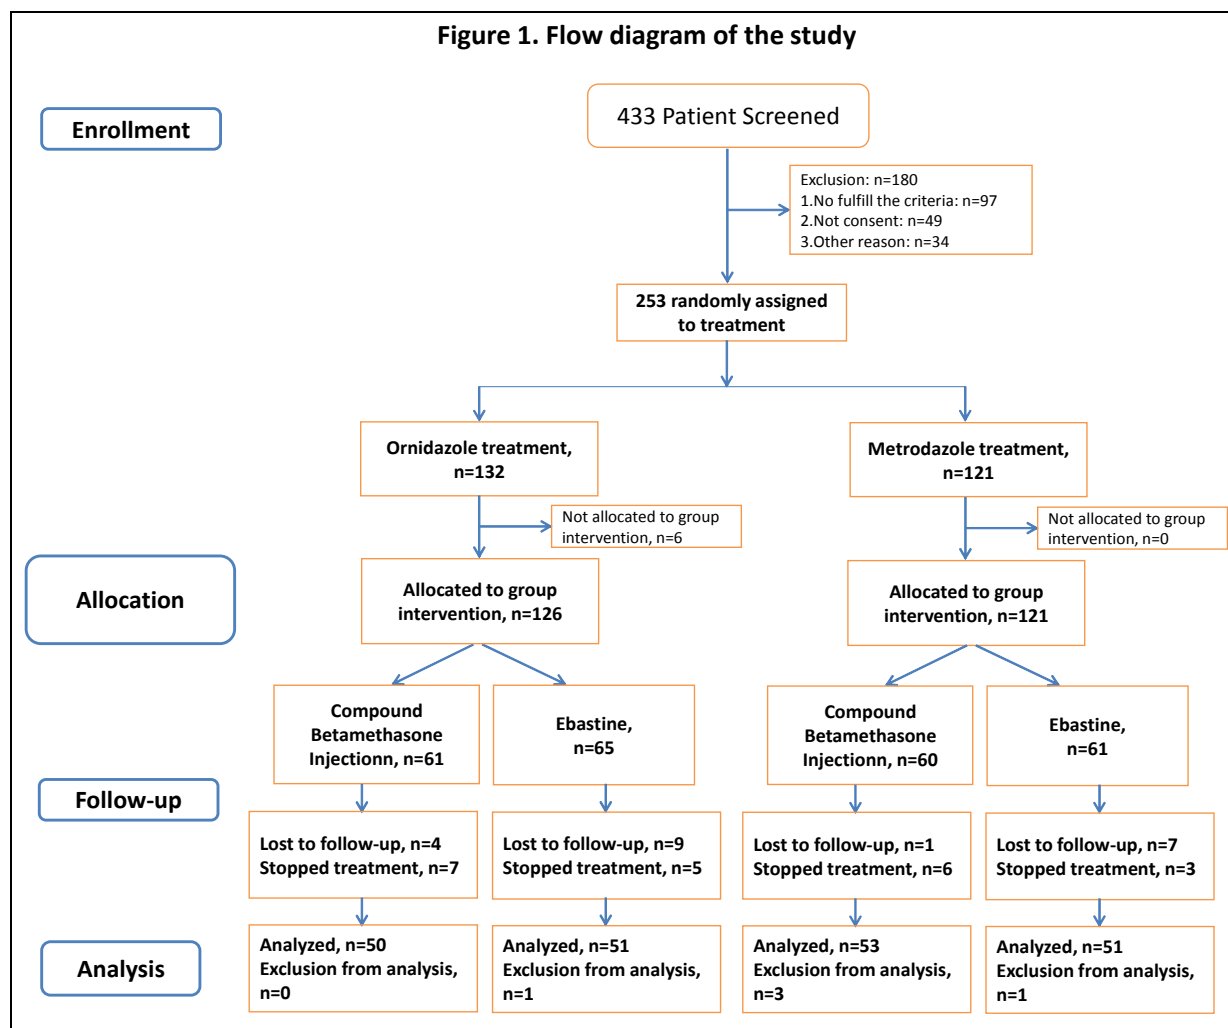 Figure 1. Flow diagram of the study
Enrollment
433 Patient Screened
Exclusion: n=180
1.No fulfill the criteria: n=97
2.Not consent: n=49
3.Other reason: n=34
253 randomly assigned
to treatment
Ornidazole treatment,
n=132
Metrodazole treatment,
n=121
Not allocated to group
intervention, n=6
Not allocated to group
intervention, n=0
Allocation
Allocated to group
intervention, n=126
Allocated to group
intervention, n=121
Compound
Betamethasone
Injectionn, n=61
Ebastine,
n=65
Compound
Betamethasone
Injectionn, n=60
Ebastine,
n=61
Follow-up
Lost to follow-up, n=4
Stopped treatment, n=7
Lost to follow-up, n=9
Stopped treatment, n=5
Lost to follow-up, n=1
Stopped treatment, n=6
Lost to follow-up, n=7
Stopped treatment, n=3
Analysis
Analyzed, n=50
Exclusion from analysis,
n=0
Analyzed, n=51
Exclusion from analysis,
n=1
Analyzed, n=53
Exclusion from analysis,
n=3
Analyzed, n=51
Exclusion from analysis,
n=1